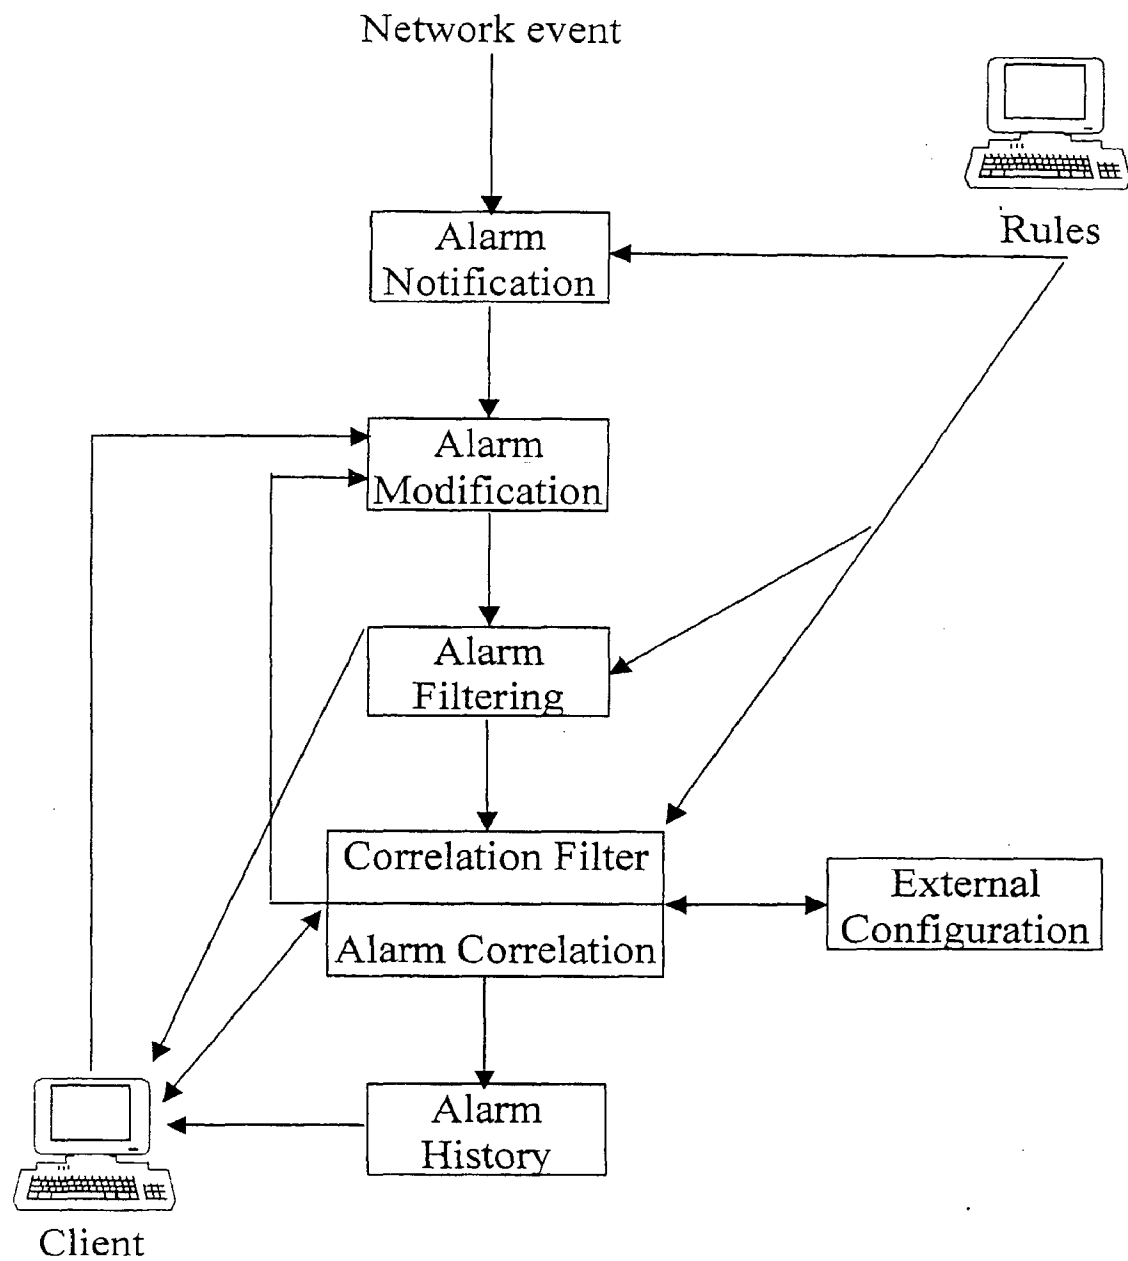 Network event
Rules
Alarm
Notification
Alarm
Modification
Alarm
Filtering
Correlation Filter
Alarm Correlation
External
Configuration
Alarm
History
Client